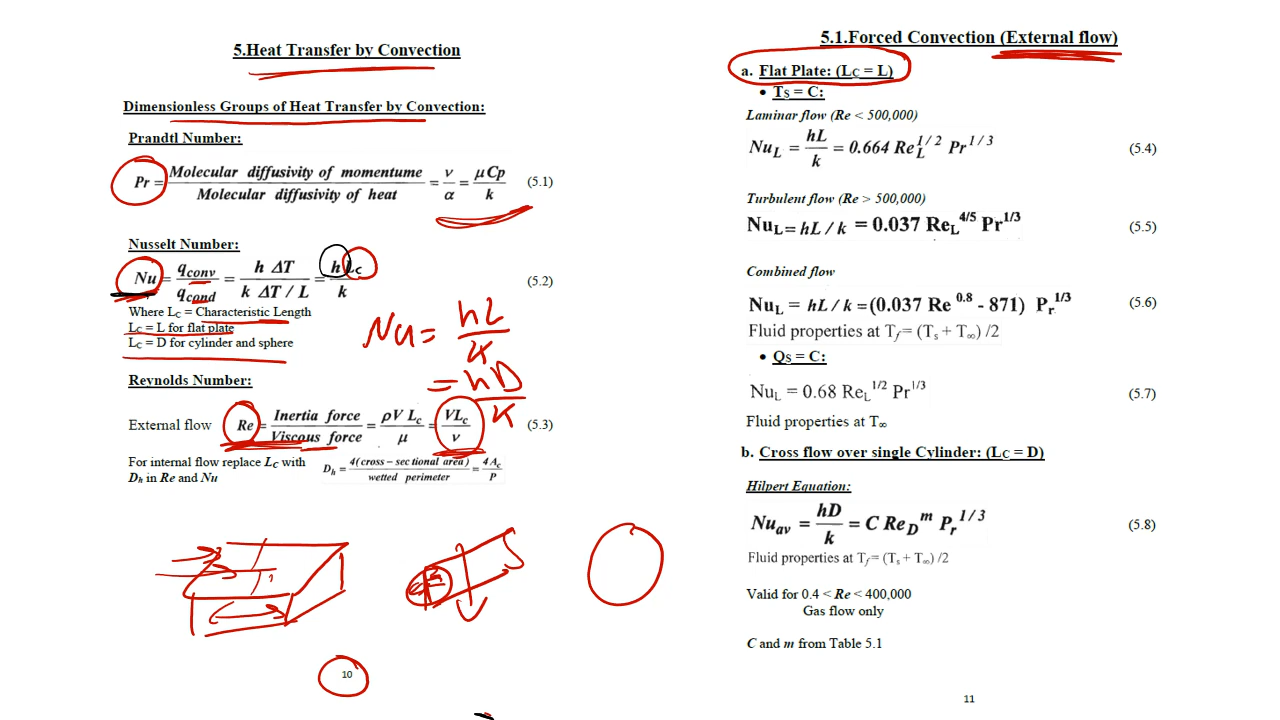 5.Heat Transfer by Convection
Dimensionless Groups of Heat Transfer by Convection:
Prandtl Number:
Pr = Molecular diffusivity of momentume / Molecular diffusivity of heat = ν / α = μCp / k (5.1)
Nusselt Number:
Nu = qconv / qcond = h ΔT / k ΔT / L = hLc / k (5.2)
Where Lc = Characteristic Length
Lc = L for flat plate
Lc = D for cylinder and sphere
Nu = hL / k
= hD / k
Reynolds Number:
External flow Re = Inertia force / Viscous force = ρV Lc / μ = VLc / ν (5.3)
For internal flow replace Lc with
Dh in Re and Nu
Dh = 4(cross-sectional area) / wetted perimeter = 4Ac / P
10
5.1.Forced Convection (External flow)
a. Flat Plate: (Lc = L)
• Ts = C:
Laminar flow (Re < 500,000)
NuL = hL / k = 0.664 ReL^1/2 Pr^1/3 (5.4)
Turbulent flow (Re > 500,000)
NuL = hL / k = 0.037 ReL^4/5 Pr^1/3 (5.5)
Combined flow
NuL = hL / k =(0.037 Re^0.8 - 871) Pr^1/3 (5.6)
Fluid properties at Tf = (Ts + T∞) /2
• Qs = C:
NuL = 0.68 ReL^1/2 Pr^1/3 (5.7)
Fluid properties at T∞
b. Cross flow over single Cylinder: (Lc = D)
Hilpert Equation:
Nuav = hD / k = C ReD^m Pr^1/3 (5.8)
Fluid properties at Tf = (Ts + T∞) /2
Valid for 0.4 < Re < 400,000
Gas flow only
C and m from Table 5.1
11